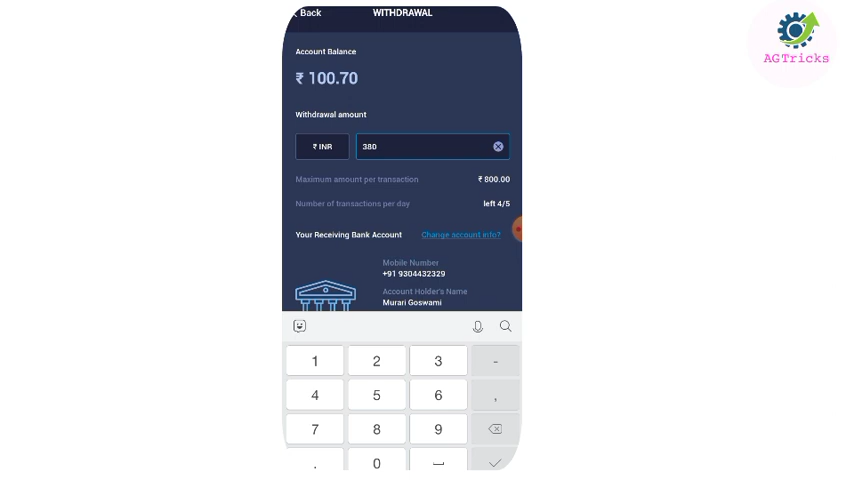 Back
WITHDRAWAL
AGTricks
Account Balance
₹ 100.70
Withdrawal amount
₹ INR
380
Maximum amount per transaction
₹ 800.00
Number of transactions per day
left 4/5
Your Receiving Bank Account
Change account info?
Mobile Number
+91 9304432329
Account Holder's Name
Murari Goswami
1 2 3 -
4 5 6 ,
7 8 9
. 0